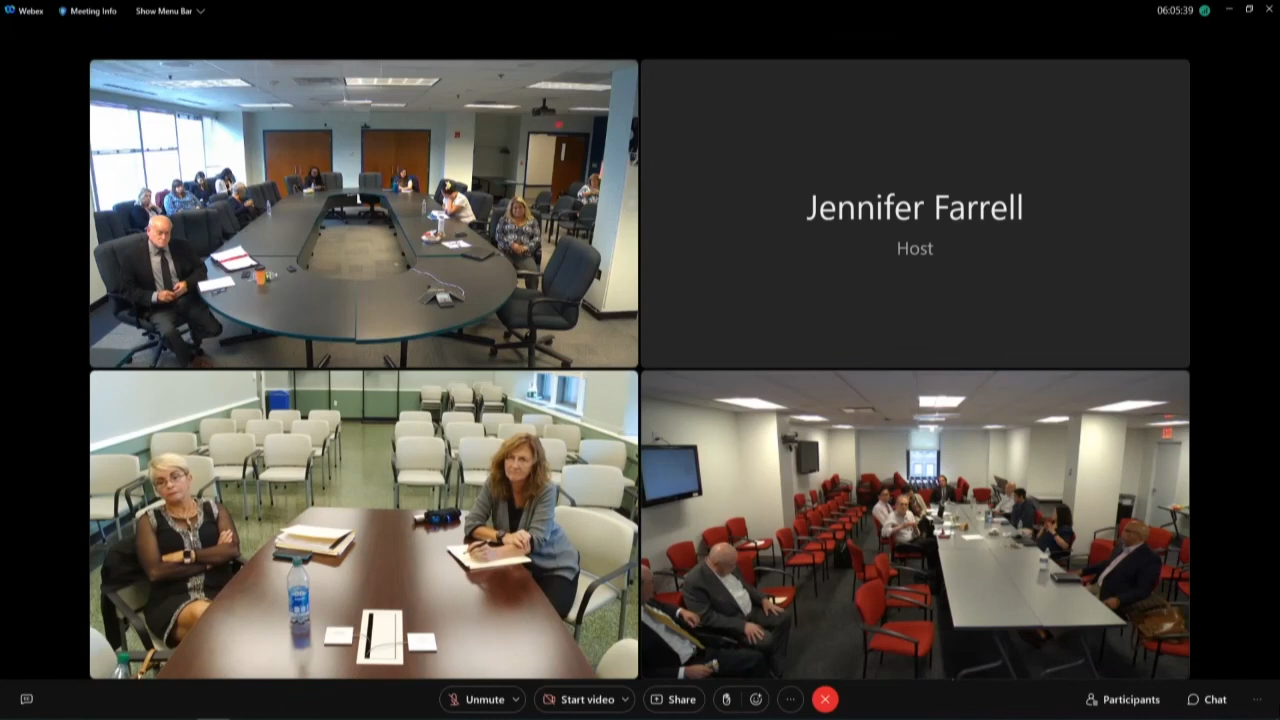 Webex
Meeting Info
Show Menu Bar
06:05:39
Jennifer Farrell
Host
Unmute
Start video
Share
Participants
Chat